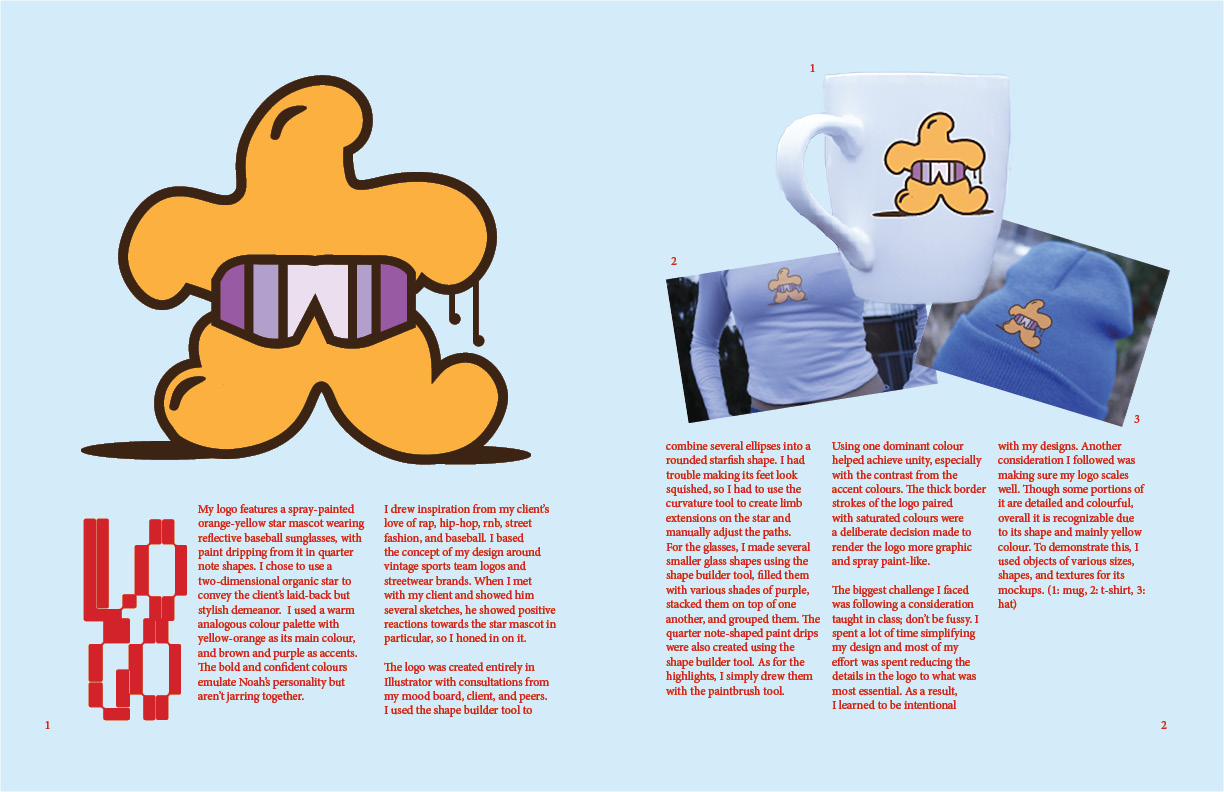 My logo features a spray-painted
orange-yellow star mascot wearing
reflective baseball sunglasses, with
paint dripping from it in quarter
note shapes. I chose to use a
two-dimensional organic star to
convey the client's laid-back but
stylish demeanor.  I used a warm
analogous colour palette with
yellow-orange as its main colour,
and brown and purple as accents.
The bold and confident colours
emulate Noah's personality but
aren't jarring together.
I drew inspiration from my client's
love of rap, hip-hop, rnb, street
fashion, and baseball. I based
the concept of my design around
vintage sports team logos and
streetwear brands. When I met
with my client and showed him
several sketches, he showed positive
reactions towards the star mascot in
particular, so I honed in on it.
The logo was created entirely in
Illustrator with consultations from
my mood board, client, and peers.
I used the shape builder tool to
1
1
2
3
combine several ellipses into a
rounded starfish shape. I had
trouble making its feet look
squished, so I had to use the
curvature tool to create limb
extensions on the star and
manually adjust the paths.
For the glasses, I made several
smaller glass shapes using the
shape builder tool, filled them
with various shades of purple,
stacked them on top of one
another, and grouped them. The
quarter note-shaped paint drips
were also created using the
shape builder tool. As for the
highlights, I simply drew them
with the paintbrush tool.
Using one dominant colour
helped achieve unity, especially
with the contrast from the
accent colours. The thick border
strokes of the logo paired
with saturated colours were
a deliberate decision made to
render the logo more graphic
and spray paint-like.
The biggest challenge I faced
was following a consideration
taught in class; don't be fussy. I
spent a lot of time simplifying
my design and most of my
effort was spent reducing the
details in the logo to what was
most essential. As a result,
I learned to be intentional
with my designs. Another
consideration I followed was
making sure my logo scales
well. Though some portions of
it are detailed and colourful,
overall it is recognizable due
to its shape and mainly yellow
colour. To demonstrate this, I
used objects of various sizes,
shapes, and textures for its
mockups. (1: mug, 2: t-shirt, 3:
hat)
2